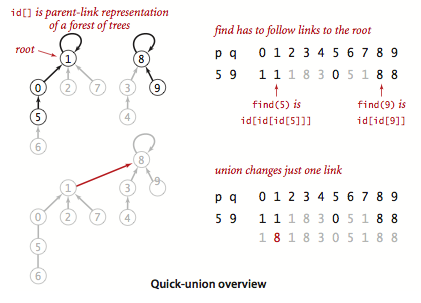 id[] is parent-link representation
of a forest of trees
root
1
8
0
2
7
3
9
5
4
6
8
1
3
9
0
2
7
4
5
6
find has to follow links to the root
p q 0 1 2 3 4 5 6 7 8 9
5 9 1 1 1 8 3 0 5 1 8 8
find(5) is
id[id[id[5]]]
find(9) is
id[id[9]]
union changes just one link
p q 0 1 2 3 4 5 6 7 8 9
5 9 1 1 1 8 3 0 5 1 8 8
1 8 1 8 3 0 5 1 8 8
Quick-union overview